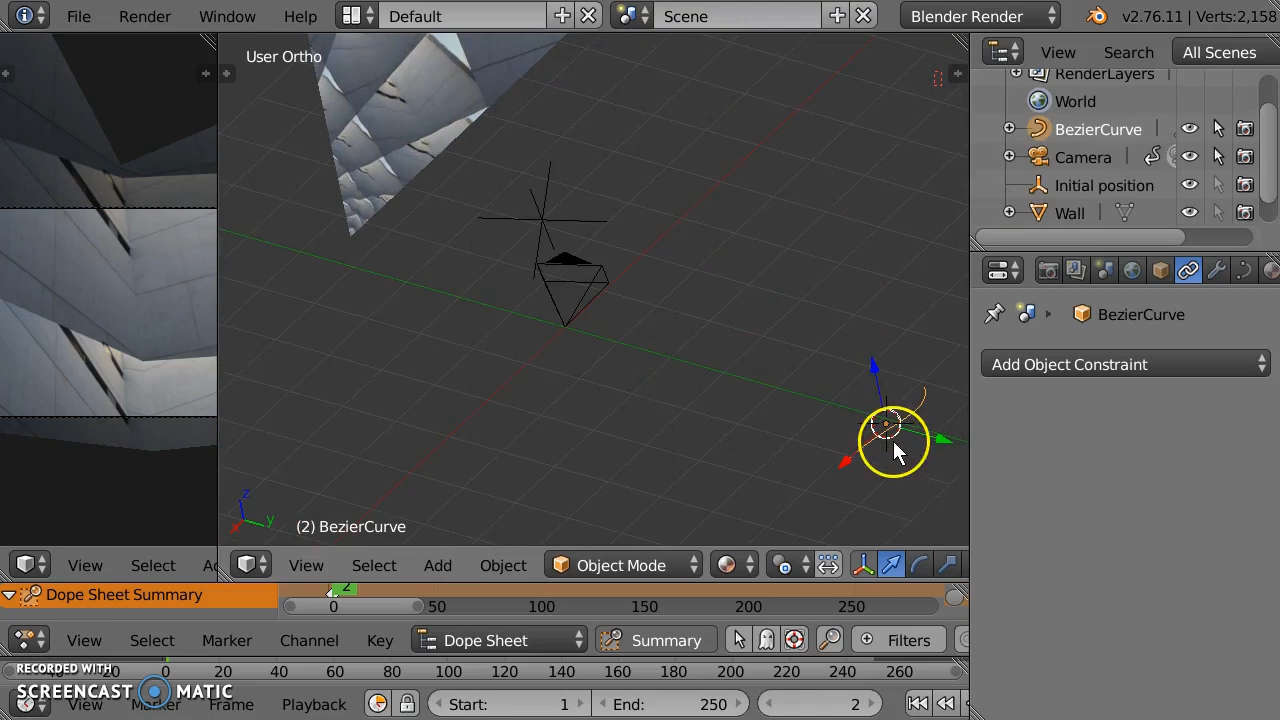 File Render Window Help Default Scene Blender Render v2.76.11 | Verts:2,158
User Ortho
View Search All Scenes
RenderLayers
World
BezierCurve
Camera
Initial position
Wall
BezierCurve
Add Object Constraint
z
y
x
(2) BezierCurve
View Select View Select Add Object Object Mode
Dope Sheet Summary
2
0 50 100 150 200 250
View Select Marker Channel Key Dope Sheet Summary Filters
20 0 20 40 60 80 100 120 140 160 180 200 220 240 260
RECORDED WITH
SCREENCAST MATIC
View Marker Frame Playback Start: 1 End: 250 2